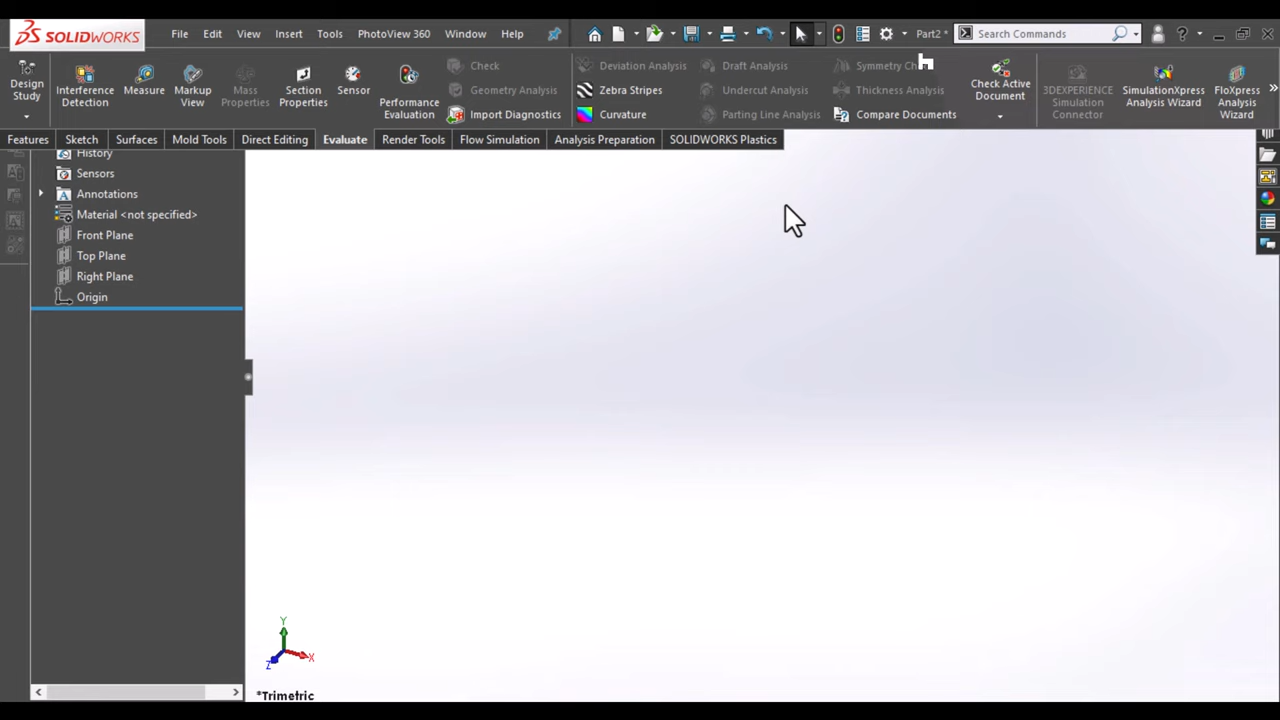 SOLIDWORKS File Edit View Insert Tools PhotoView 360 Window Help Part2 * Search Commands
Design Study
Interference Detection
Measure
Markup View
Mass Properties
Section Properties
Sensor
Performance Evaluation
Check
Geometry Analysis
Import Diagnostics
Deviation Analysis
Zebra Stripes
Curvature
Draft Analysis
Undercut Analysis
Parting Line Analysis
Symmetry Ch
Thickness Analysis
Compare Documents
Check Active Document
3DEXPERIENCE Simulation Connector
SimulationXpress Analysis Wizard
FloXpress Analysis Wizard
Features Sketch Surfaces Mold Tools Direct Editing Evaluate Render Tools Flow Simulation Analysis Preparation SOLIDWORKS Plastics
History
Sensors
Annotations
Material <not specified>
Front Plane
Top Plane
Right Plane
Origin
Y
Z X
*Trimetric